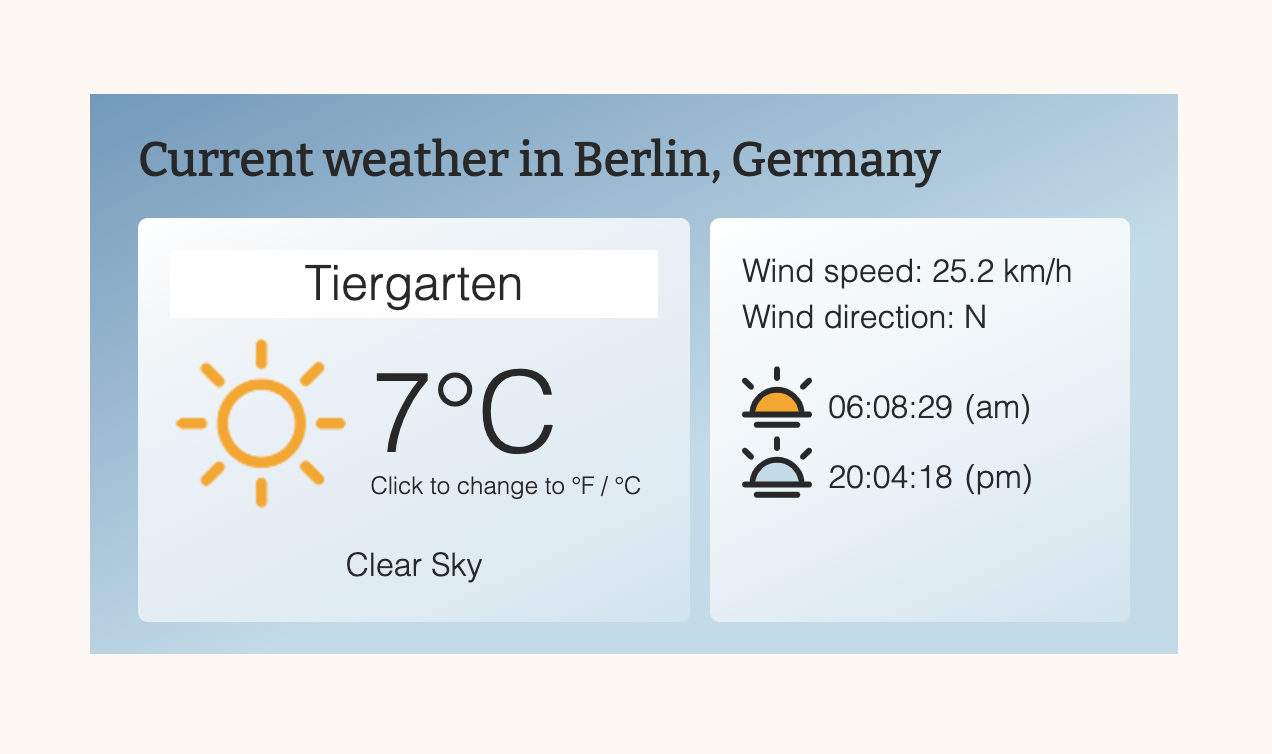 Current weather in Berlin, Germany
Tiergarten
7°C
Click to change to °F / °C
Clear Sky
Wind speed: 25.2 km/h
Wind direction: N
06:08:29 (am)
20:04:18 (pm)